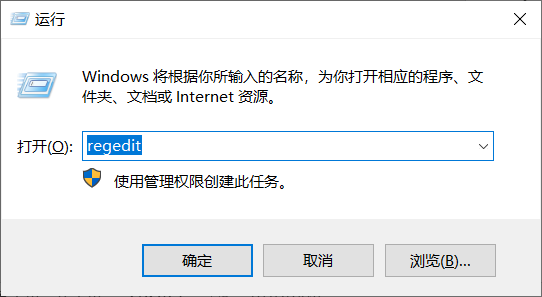 运行
Windows 将根据你所输入的名称，为你打开相应的程序、文
件夹、文档或 Internet 资源。
打开(O): regedit
使用管理权限创建此任务。
确定 取消 浏览(B)...